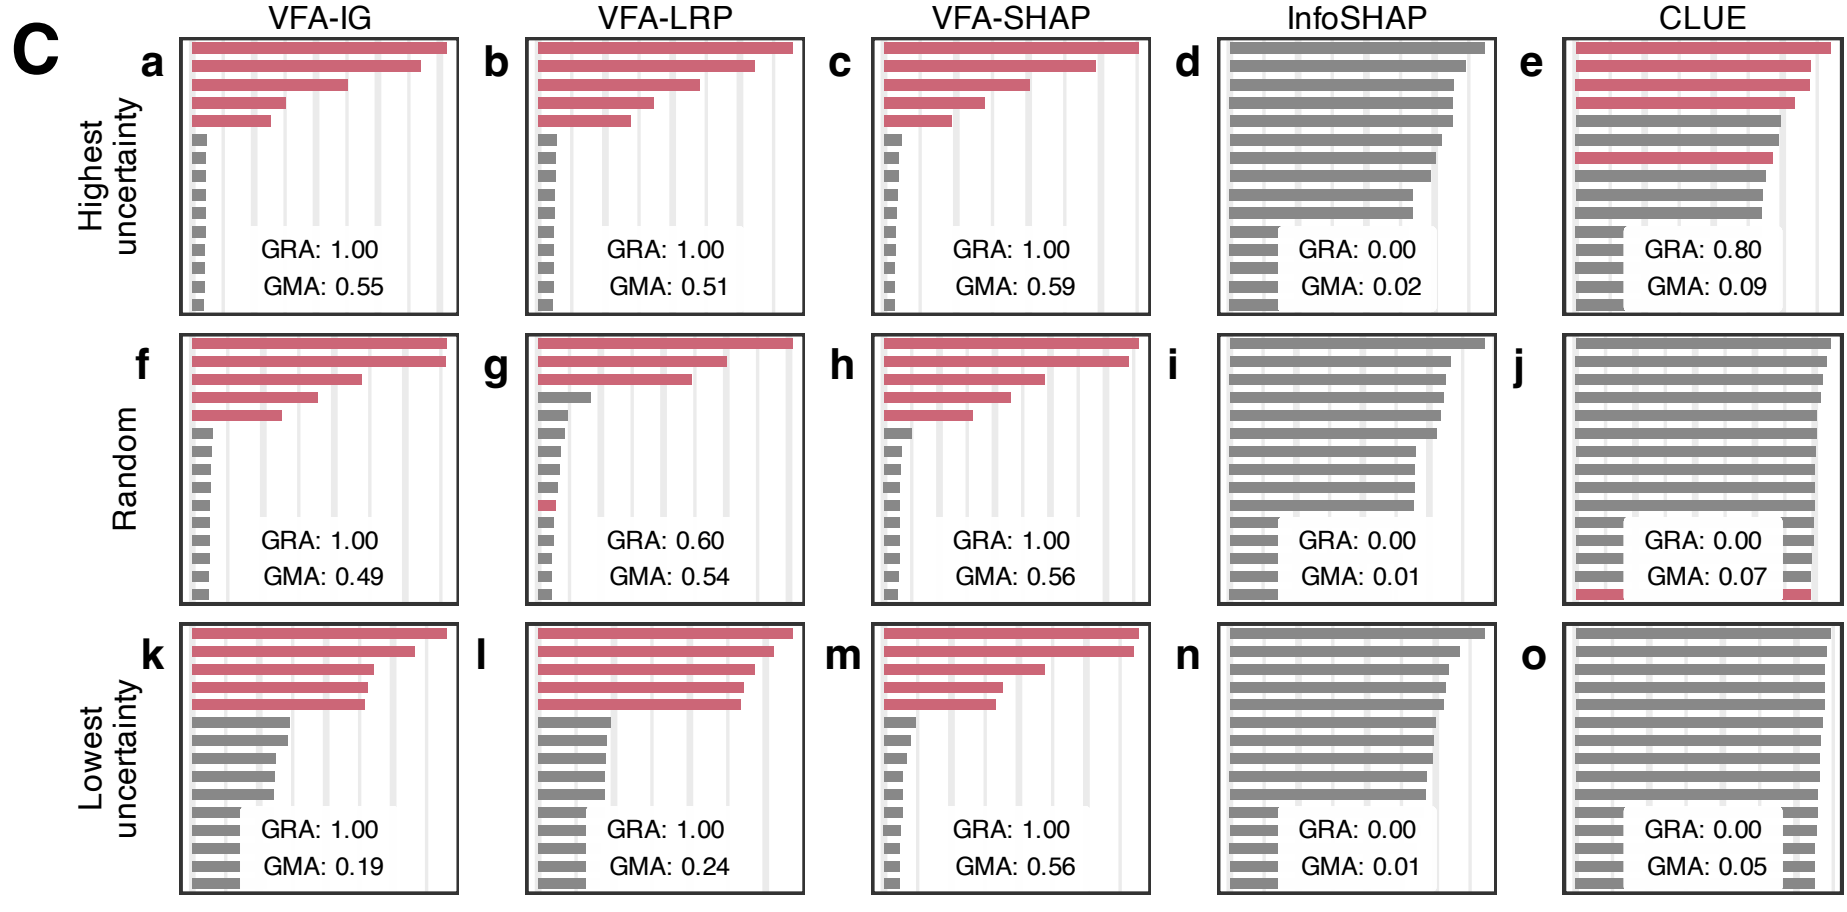 C
VFA-IG
VFA-LRP
VFA-SHAP
InfoSHAP
CLUE
Highest
uncertainty
a
GRA: 1.00
GMA: 0.55
b
GRA: 1.00
GMA: 0.51
c
GRA: 1.00
GMA: 0.59
d
GRA: 0.00
GMA: 0.02
e
GRA: 0.80
GMA: 0.09
Random
f
GRA: 1.00
GMA: 0.49
g
GRA: 0.60
GMA: 0.54
h
GRA: 1.00
GMA: 0.56
i
GRA: 0.00
GMA: 0.01
j
GRA: 0.00
GMA: 0.07
Lowest
uncertainty
k
GRA: 1.00
GMA: 0.19
l
GRA: 1.00
GMA: 0.24
m
GRA: 1.00
GMA: 0.56
n
GRA: 0.00
GMA: 0.01
o
GRA: 0.00
GMA: 0.05